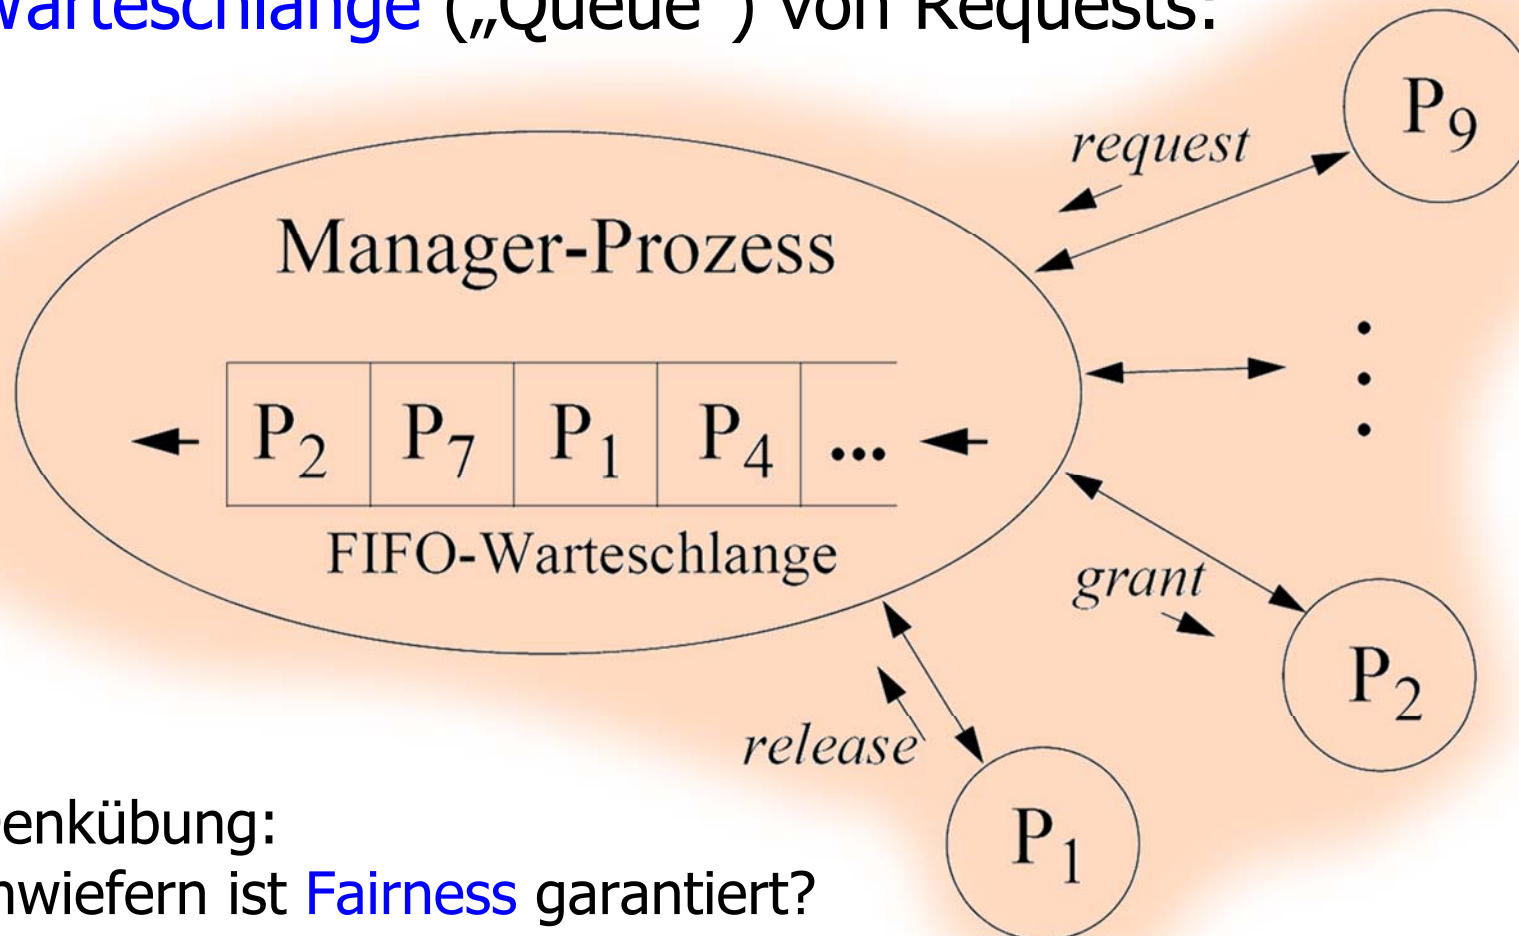 Warteschlange („Queue“) von Requests:
P9
request
Manager-Prozess
P2 P7 P1 P4 ...
FIFO-Warteschlange
grant
P2
release
P1
enkübung:
nwiefern ist Fairness garantiert?